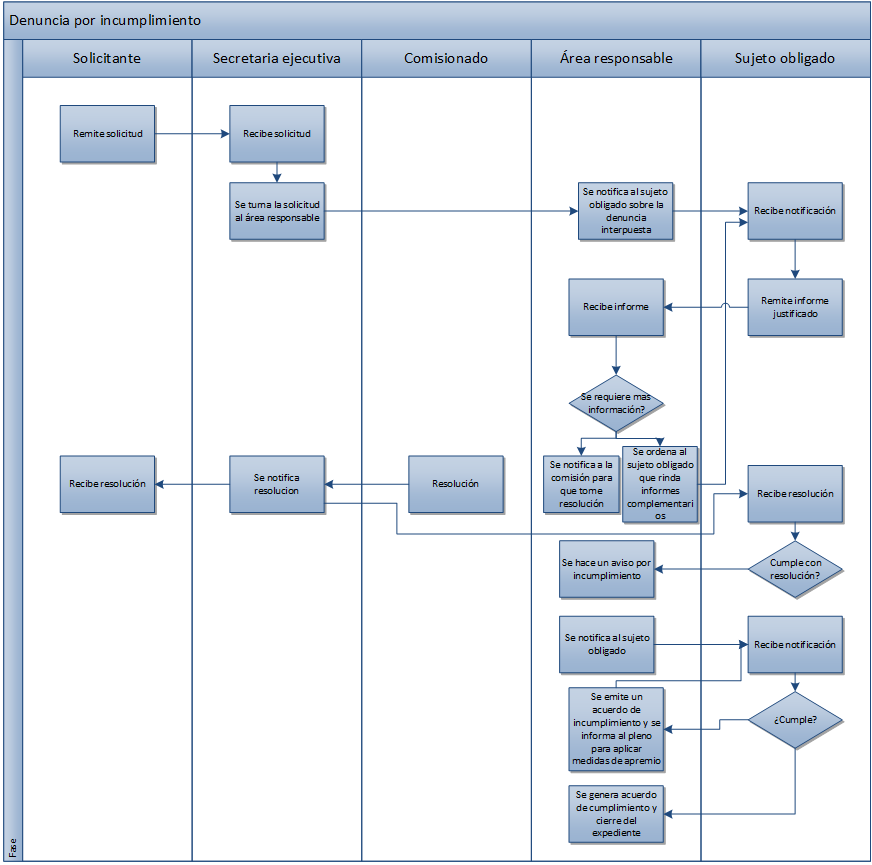 Denuncia por incumplimiento
Solicitante
Secretaria ejecutiva
Comisionado
Área responsable
Sujeto obligado
Remite solicitud
Recibe solicitud
Se turna la solicitud
al área responsable
Se notifica al sujeto
obligado sobre la
denuncia
interpuesta
Recibe notificación
Recibe informe
Remite informe
justificado
Se requiere mas
información?
Se notifica a la
comisión para
que tome
resolución
Se ordena al
sujeto obligado
que rinda
informes
complementari
os
Recibe resolución
Se notifica
resolucion
Resolución
Recibe resolución
Se hace un aviso por
incumplimiento
Cumple con
resolución?
Se notifica al sujeto
obligado
Recibe notificación
Se emite un
acuerdo de
incumplimiento y se
informa al pleno
para aplicar
medidas de apremio
¿Cumple?
Se genera acuerdo
de cumplimiento y
cierre del
expediente
Fase